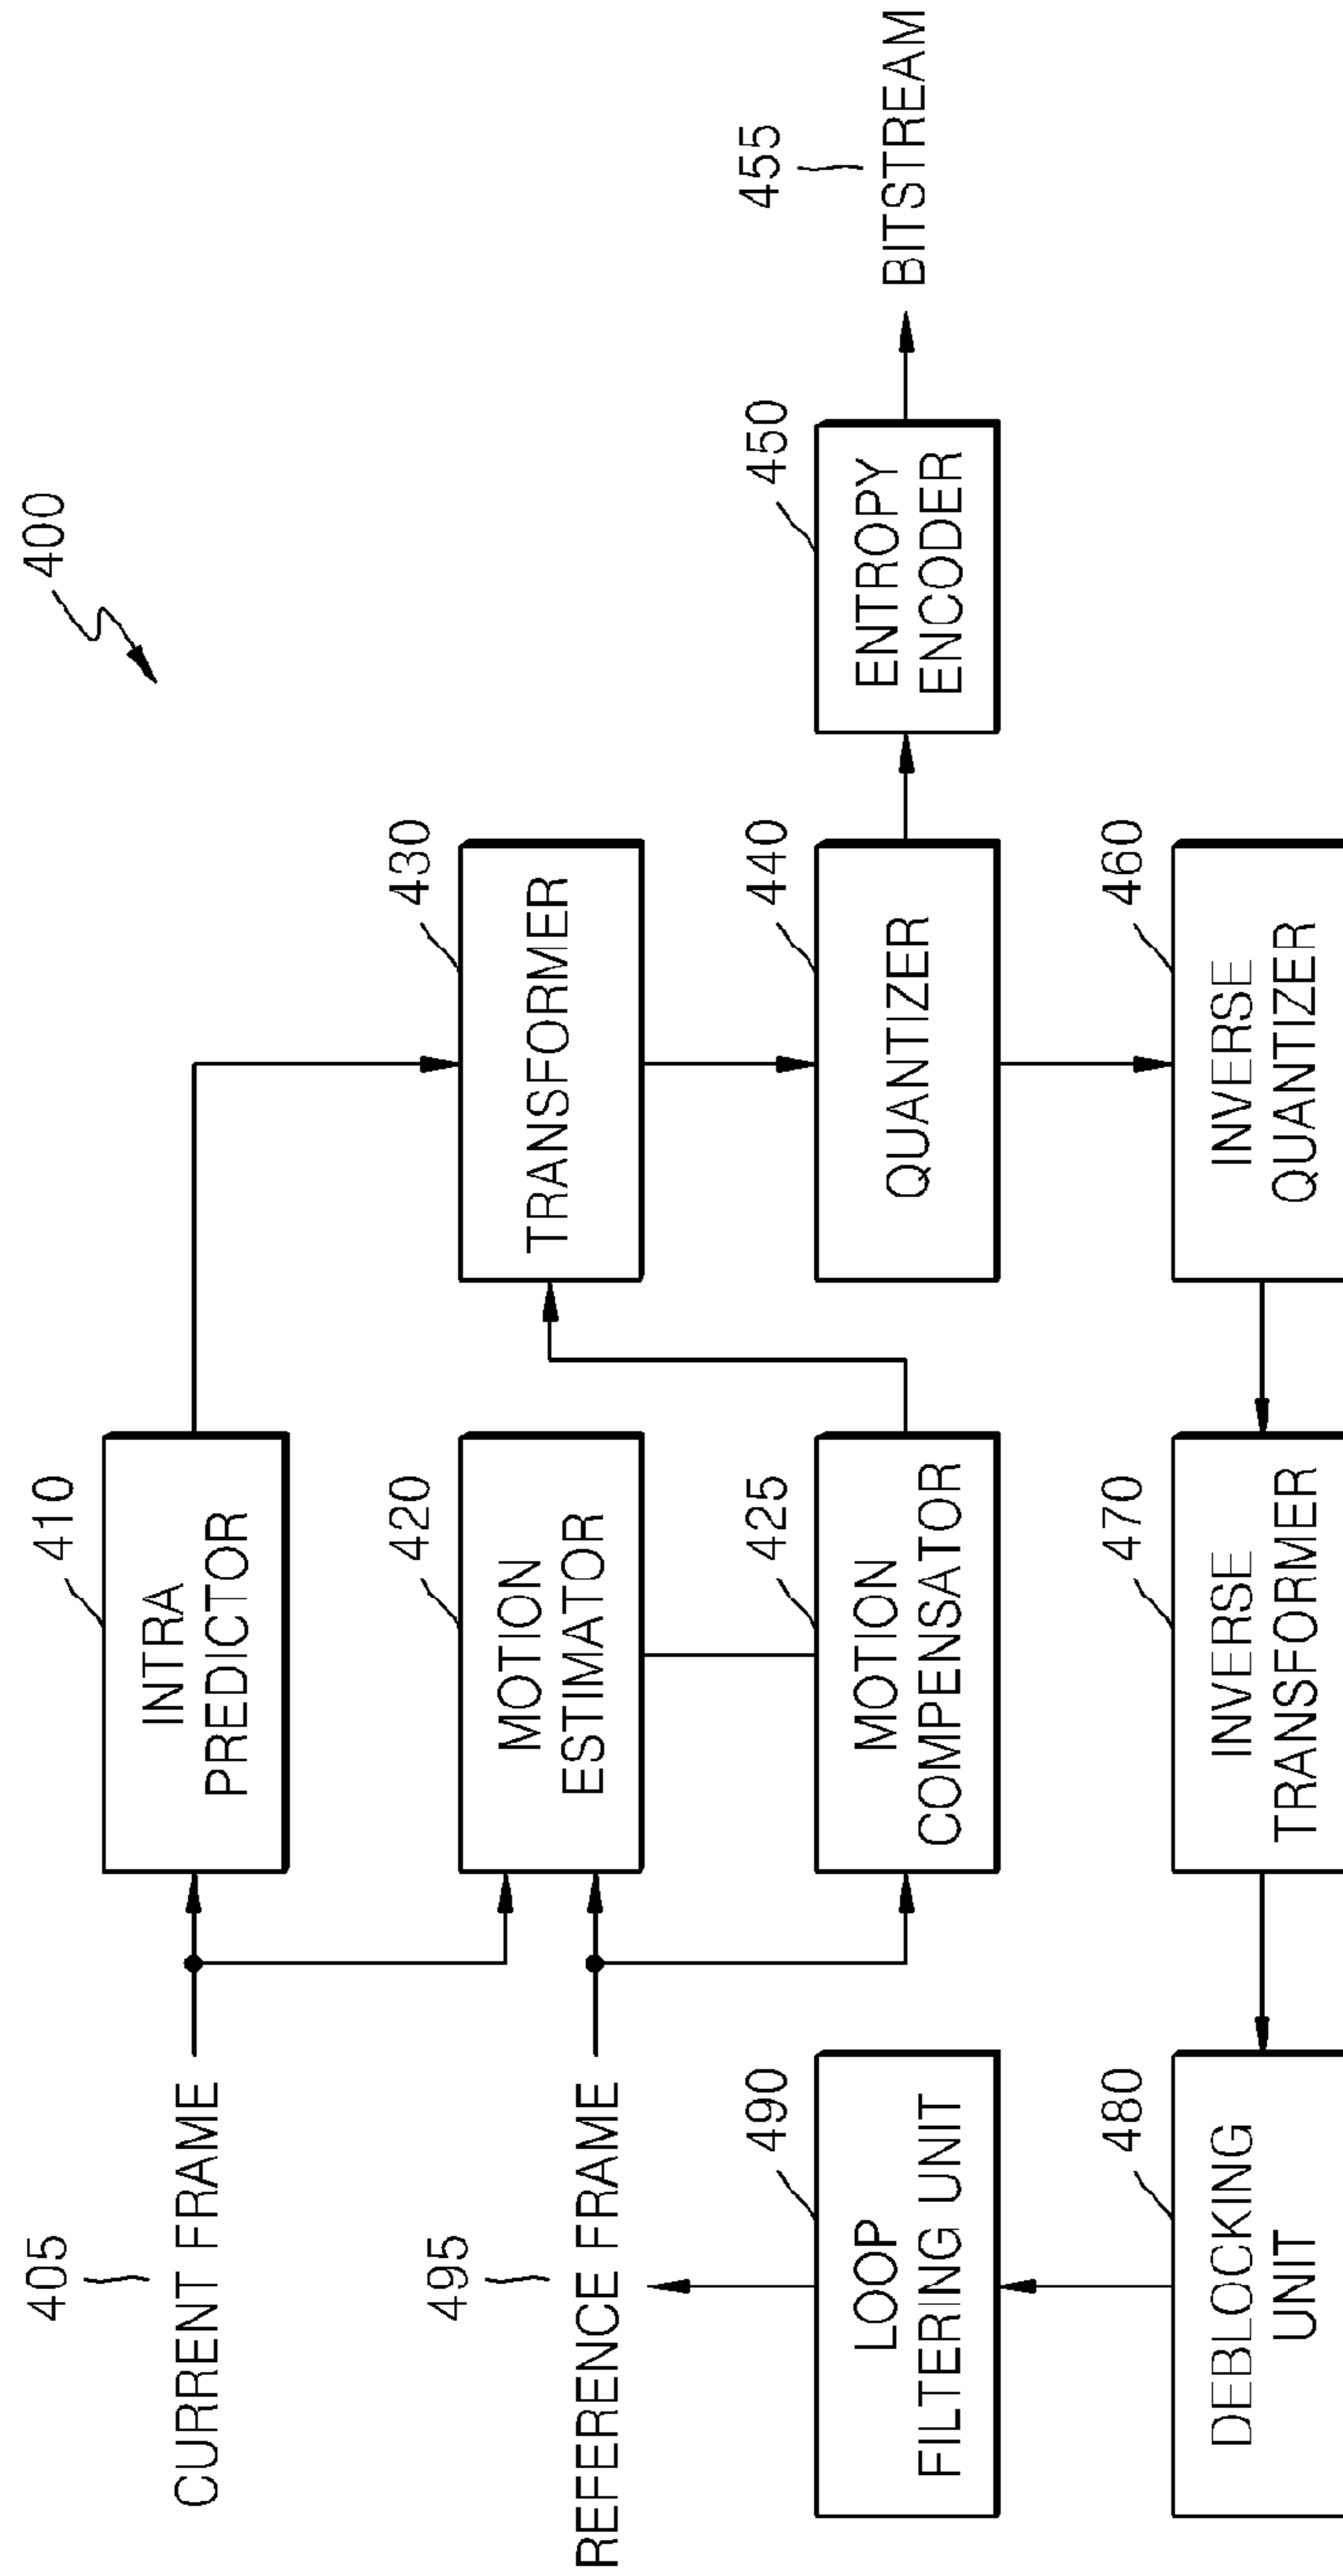 400
405
CURRENT FRAME
410
INTRA
PREDICTOR
495
REFERENCE FRAME
420
MOTION
ESTIMATOR
430
TRANSFORMER
490
LOOP
FILTERING UNIT
425
MOTION
COMPENSATOR
440
QUANTIZER
450
ENTROPY
ENCODER
455
BITSTREAM
480
DEBLOCKING
UNIT
470
INVERSE
TRANSFORMER
460
INVERSE
QUANTIZER